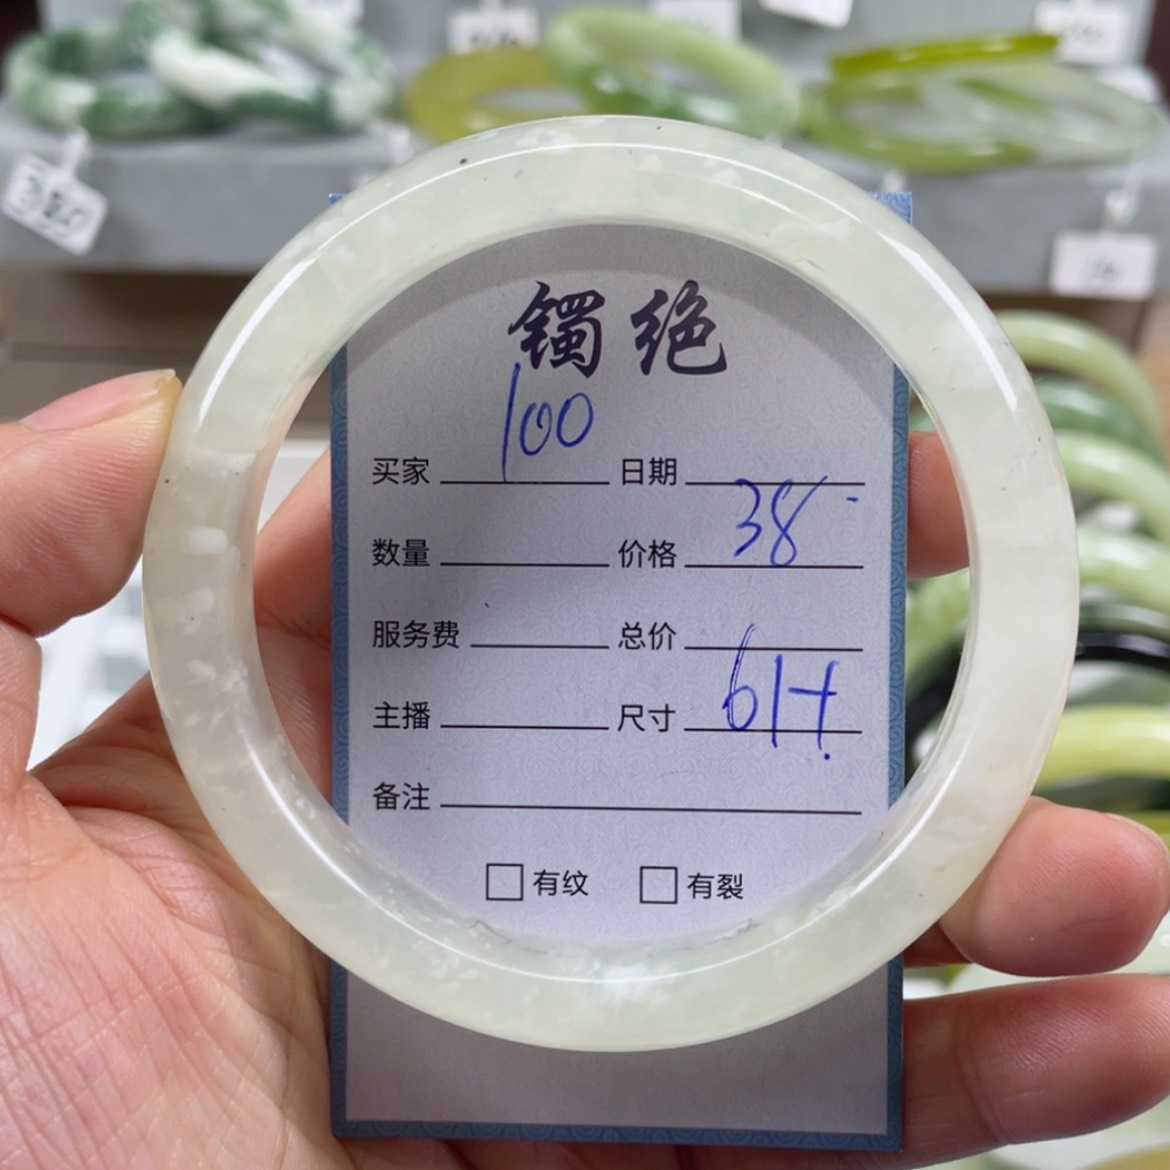 镯绝
100
买家 日期
38-
数量 价格
服务费 总价
61+
主播 尺寸
备注
有纹 有裂
380